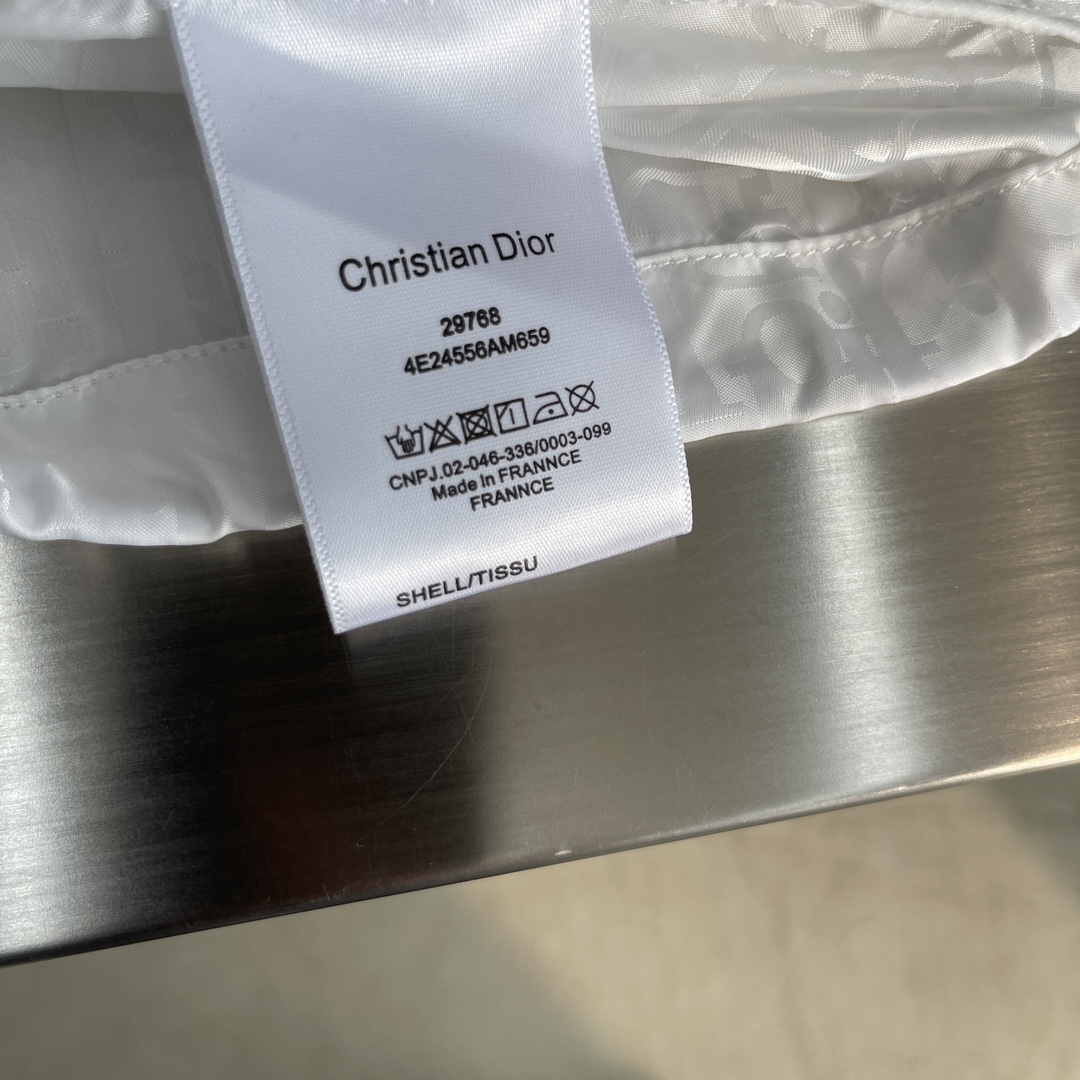 Christian Dior
29768
4E24556AM659
CNPJ.02-046-336/0003-099
Made In FRANNCE
FRANNCE
SHELL/TISSU